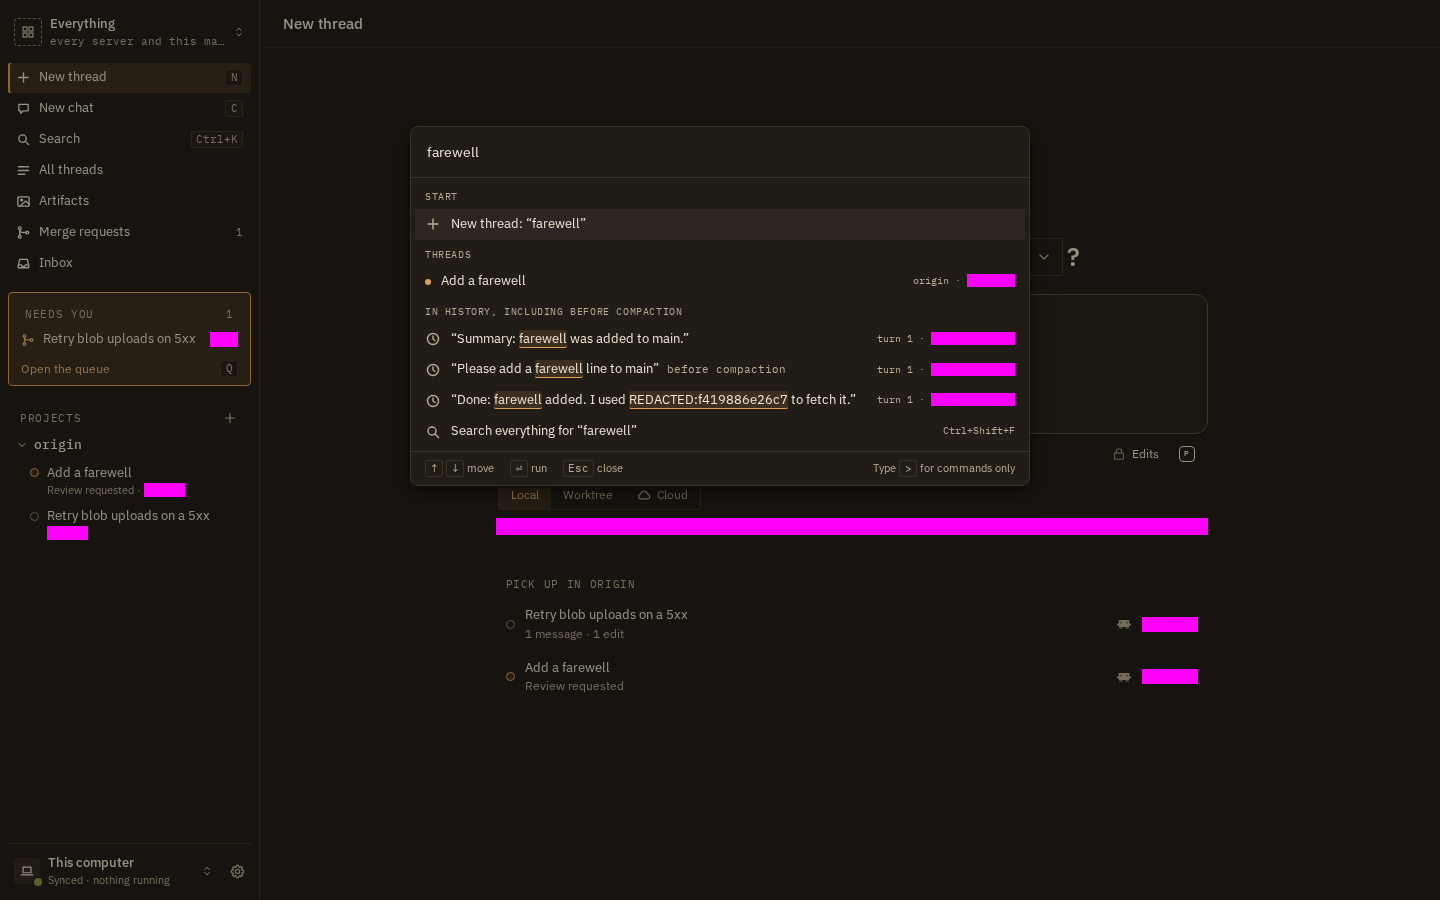 Everything
every server and this ma…
New thread N
New chat C
Search Ctrl+K
All threads
Artifacts
Merge requests 1
Inbox
NEEDS YOU 1
Retry blob uploads on 5xx
Open the queue Q
PROJECTS
origin
Add a farewell
Review requested ·
Retry blob uploads on a 5xx
This computer
Synced · nothing running
New thread
farewell
START
New thread: “farewell”
THREADS
Add a farewell origin ·
IN HISTORY, INCLUDING BEFORE COMPACTION
“Summary: farewell was added to main.” turn 1 ·
“Please add a farewell line to main” before compaction turn 1 ·
“Done: farewell added. I used REDACTED:f419886e26c7 to fetch it.” turn 1 ·
Search everything for “farewell” Ctrl+Shift+F
↑ ↓ move ⏎ run Esc close Type > for commands only
?
Edits P
Local Worktree Cloud
PICK UP IN ORIGIN
Retry blob uploads on a 5xx
1 message · 1 edit
Add a farewell
Review requested